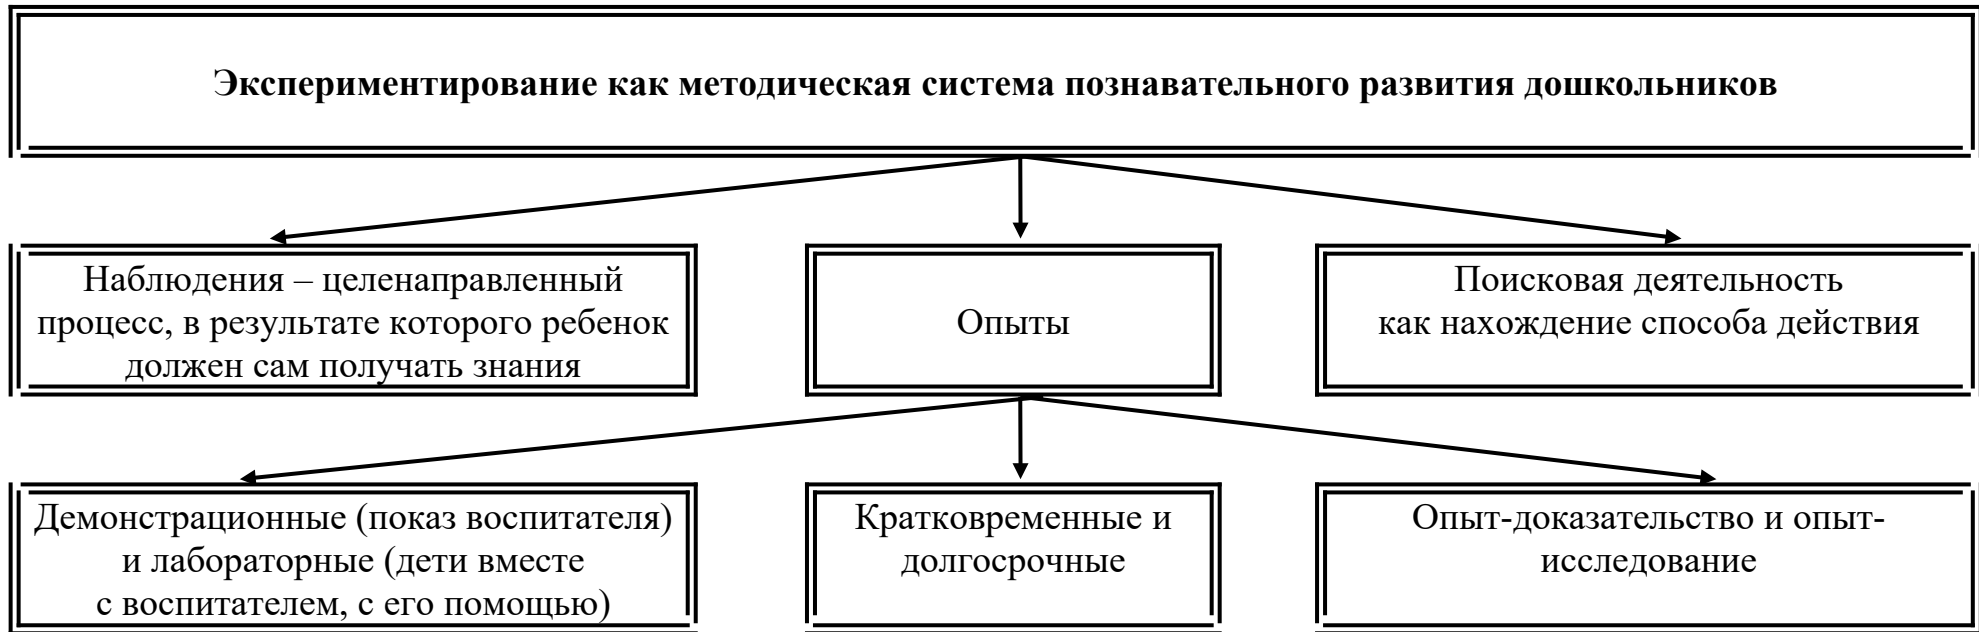 Экспериментирование как методическая система познавательного развития дошкольников
Наблюдения – целенаправленный
процесс, в результате которого ребенок
должен сам получать знания
Опыты
Поисковая деятельность
как нахождение способа действия
Демонстрационные (показ воспитателя)
и лабораторные (дети вместе
с воспитателем, с его помощью)
Кратковременные и
долгосрочные
Опыт-доказательство и опыт-
исследование